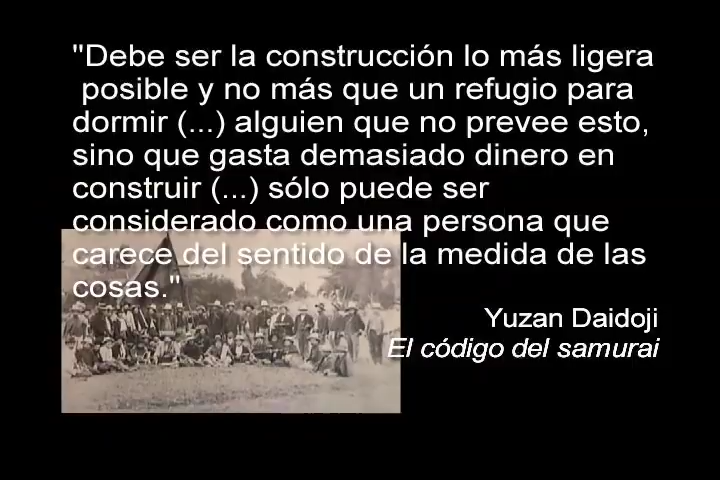 "Debe ser la construcción lo más ligera
posible y no más que un refugio para
dormir (...) alguien que no prevee esto,
sino que gasta demasiado dinero en
construir (...) sólo puede ser
considerado como una persona que
carece del sentido de la medida de las
cosas."
Yuzan Daidoji
El código del samurai